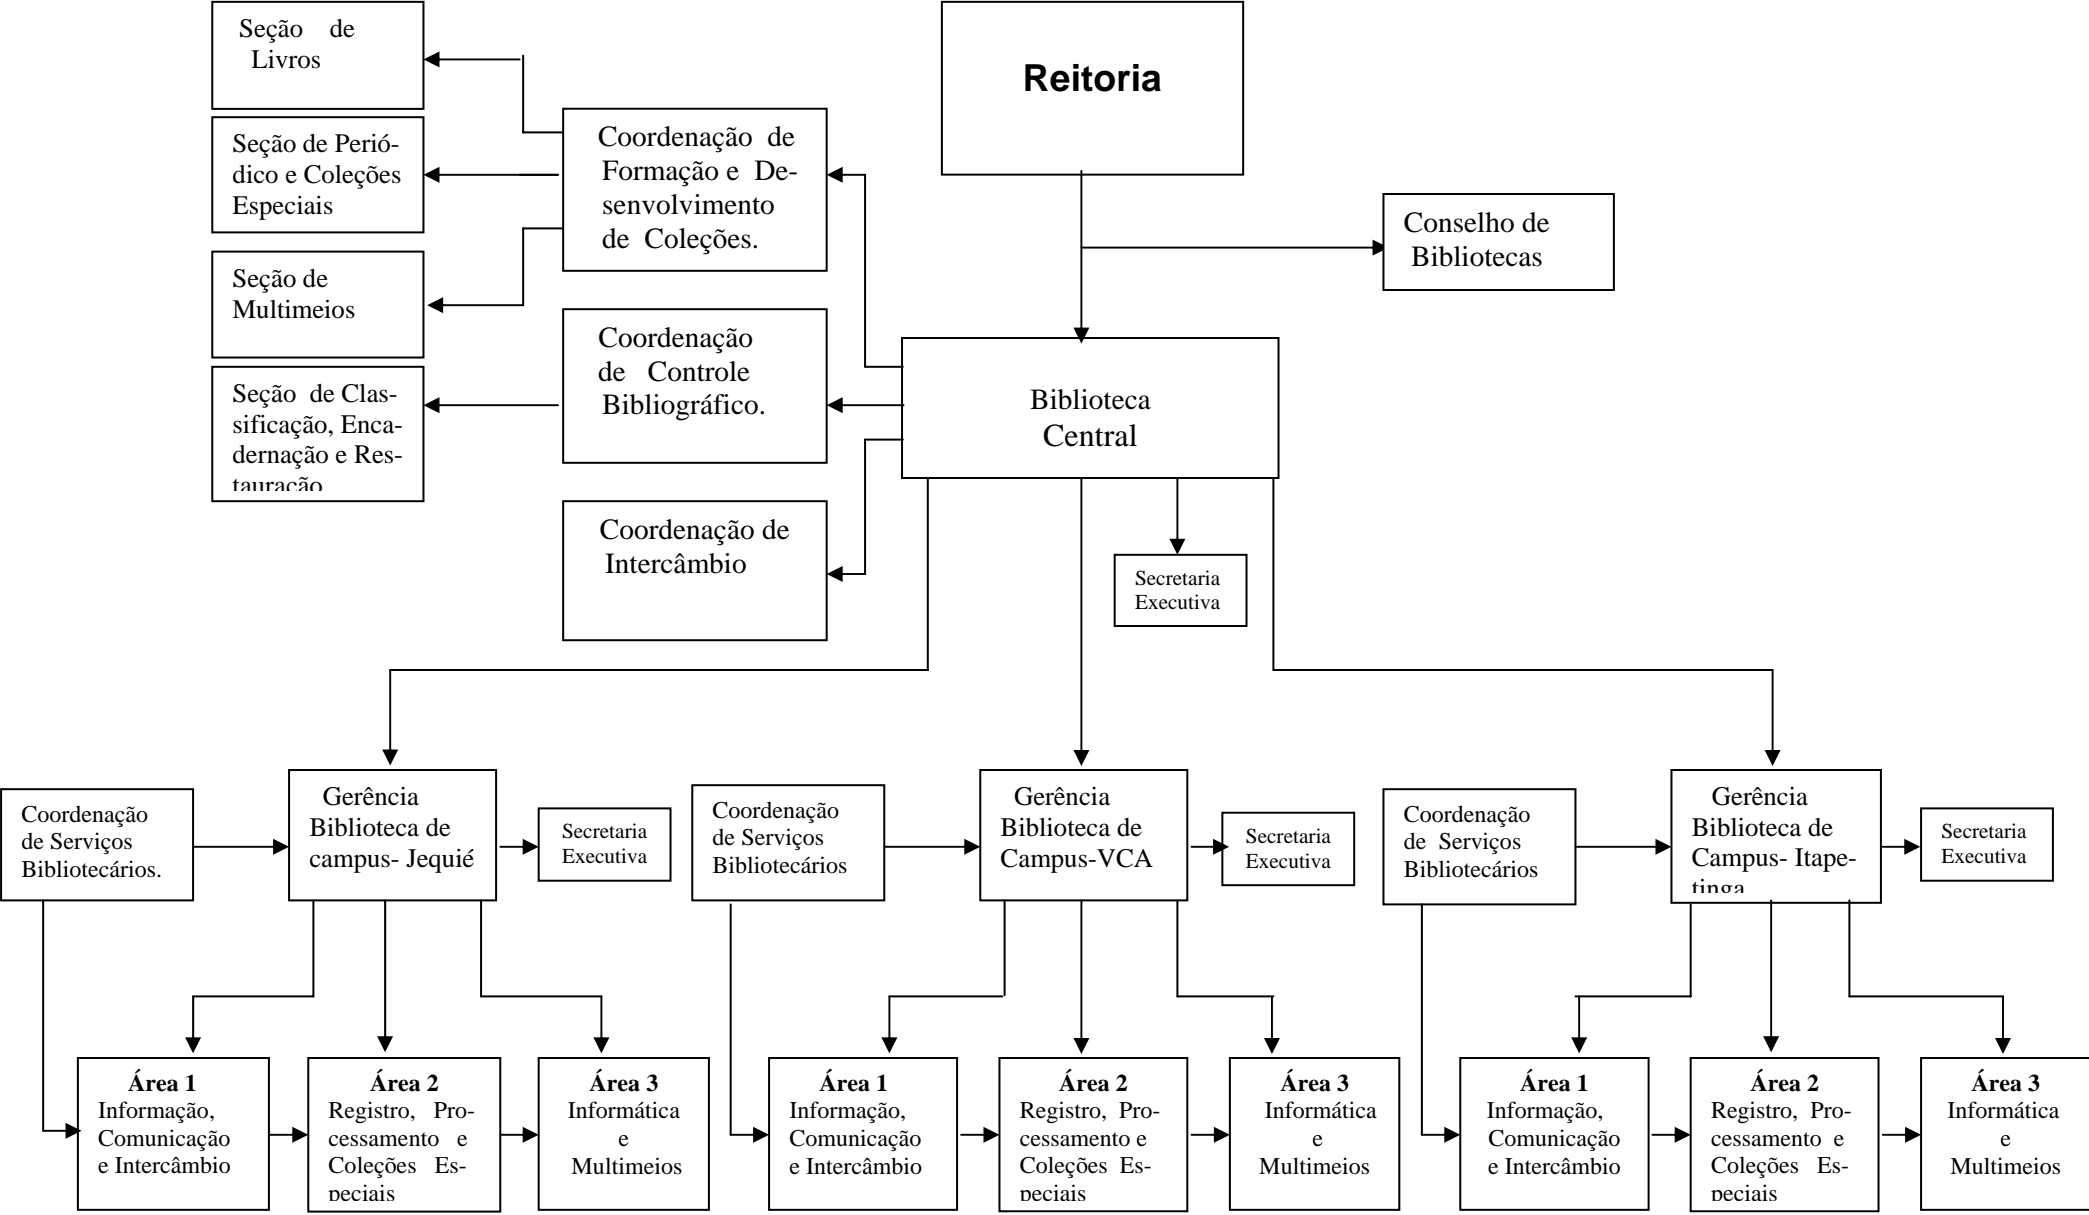 Seção de
Livros
Reitoria
Seção de Perió-
dico e Coleções
Especiais
Coordenação de
Formação e De-
senvolvimento
de Coleções.
Conselho de
Bibliotecas
Seção de
Multimeios
Coordenação
de Controle
Bibliográfico.
Seção de Clas-
sificação, Enca-
dernação e Res-
tauração
Biblioteca
Central
Coordenação de
Intercâmbio
Secretaria
Executiva
Coordenação
de Serviços
Bibliotecários.
Gerência
Biblioteca de
campus- Jequié
Secretaria
Executiva
Coordenação
de Serviços
Bibliotecários
Gerência
Biblioteca de
Campus-VCA
Secretaria
Executiva
Coordenação
de Serviços
Bibliotecários
Gerência
Biblioteca de
Campus- Itape-
tinga
Secretaria
Executiva
Área 1
Informação,
Comunicação
e Intercâmbio
Área 2
Registro, Pro-
cessamento e
Coleções Es-
peciais
Área 3
Informática
e
Multimeios
Área 1
Informação,
Comunicação
e Intercâmbio
Área 2
Registro, Pro-
cessamento e
Coleções Es-
peciais
Área 3
Informática
e
Multimeios
Área 1
Informação,
Comunicação
e Intercâmbio
Área 2
Registro, Pro-
cessamento e
Coleções Es-
peciais
Área 3
Informática
e
Multimeios